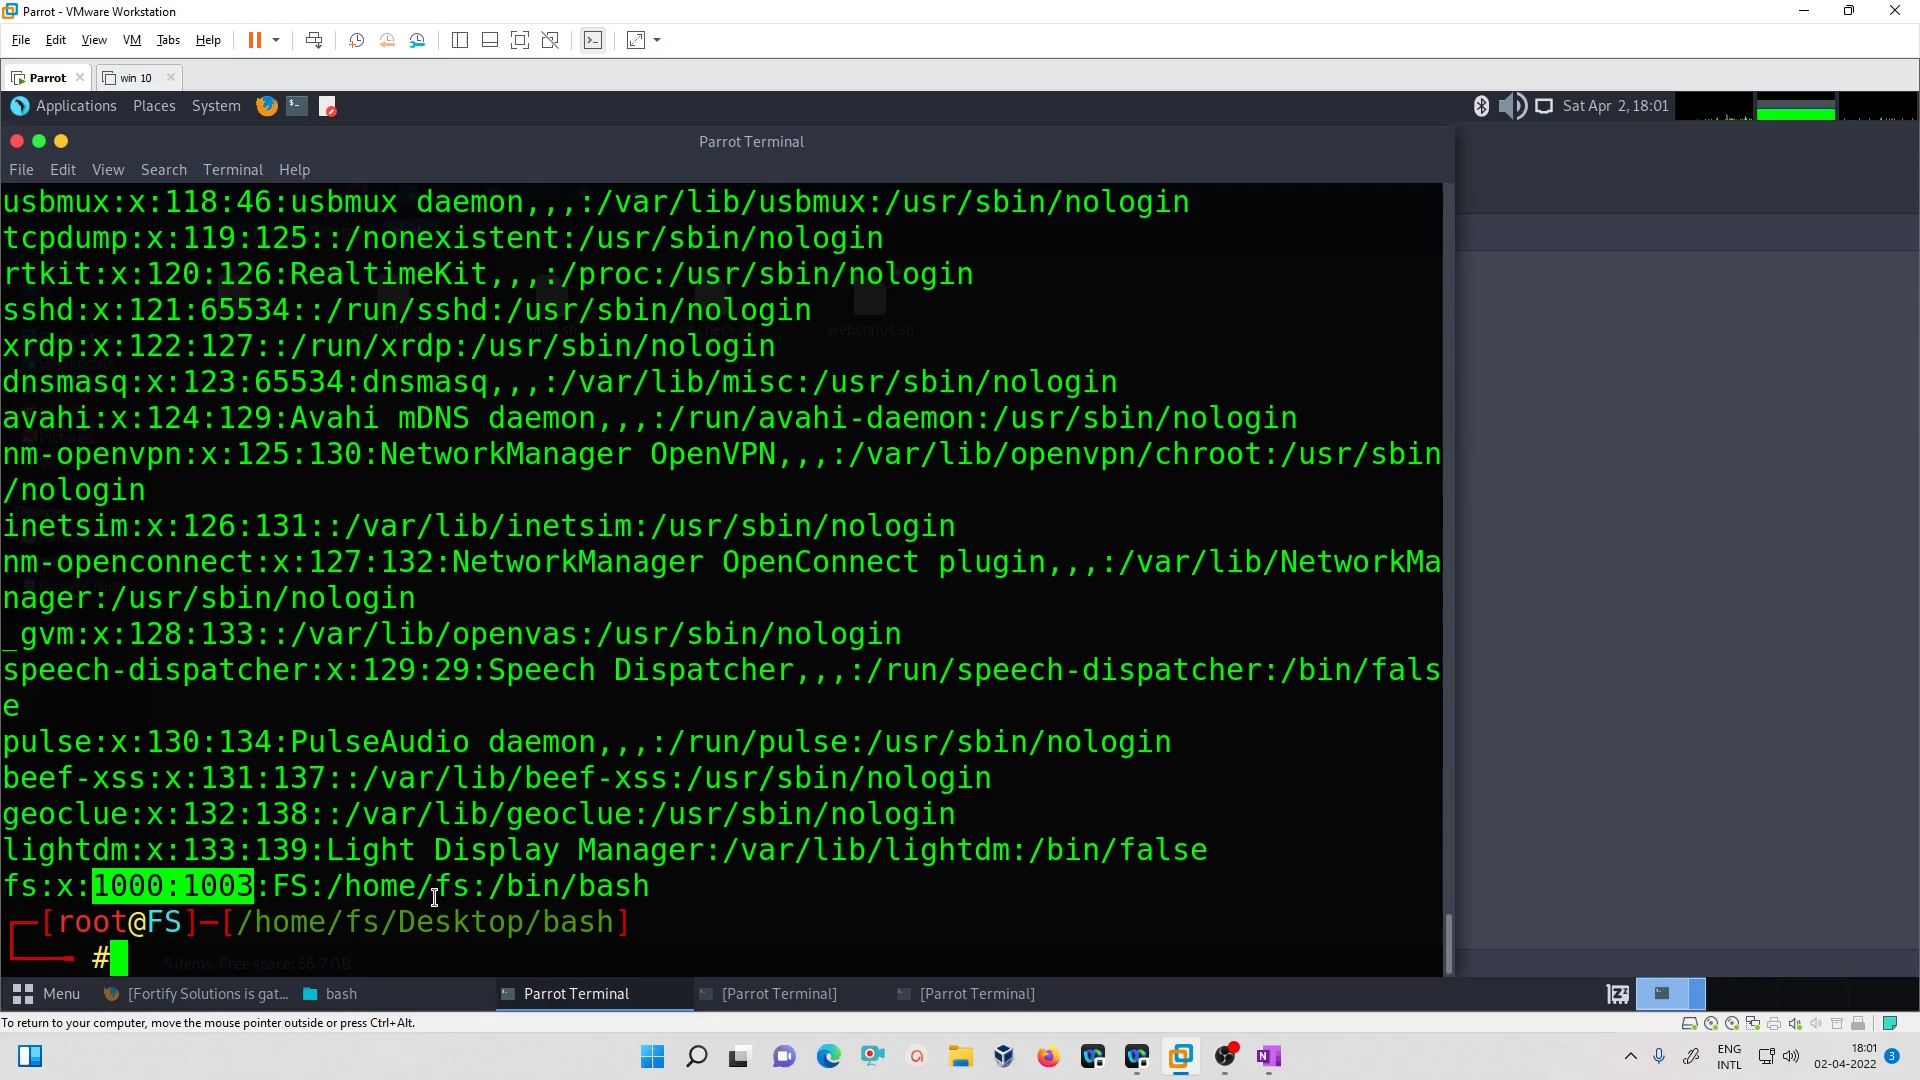 Parrot - VMware Workstation
File Edit View VM Tabs Help
Parrot win 10
Applications Places System Sat Apr 2, 18:01
Parrot Terminal
File Edit View Search Terminal Help
usbmux:x:118:46:usbmux daemon,,,:/var/lib/usbmux:/usr/sbin/nologin
tcpdump:x:119:125::/nonexistent:/usr/sbin/nologin
rtkit:x:120:126:RealtimeKit,,,:/proc:/usr/sbin/nologin
sshd:x:121:65534::/run/sshd:/usr/sbin/nologin
webstatus.sh
xrdp:x:122:127::/run/xrdp:/usr/sbin/nologin
dnsmasq:x:123:65534:dnsmasq,,,:/var/lib/misc:/usr/sbin/nologin
avahi:x:124:129:Avahi mDNS daemon,,,:/run/avahi-daemon:/usr/sbin/nologin
Pictures
nm-openvpn:x:125:130:NetworkManager OpenVPN,,,:/var/lib/openvpn/chroot:/usr/sbin
/nologin
inetsim:x:126:131::/var/lib/inetsim:/usr/sbin/nologin
nm-openconnect:x:127:132:NetworkManager OpenConnect plugin,,,:/var/lib/NetworkMa
nager:/usr/sbin/nologin
_gvm:x:128:133::/var/lib/openvas:/usr/sbin/nologin
speech-dispatcher:x:129:29:Speech Dispatcher,,,:/run/speech-dispatcher:/bin/fals
e
pulse:x:130:134:PulseAudio daemon,,,:/run/pulse:/usr/sbin/nologin
beef-xss:x:131:137::/var/lib/beef-xss:/usr/sbin/nologin
geoclue:x:132:138::/var/lib/geoclue:/usr/sbin/nologin
lightdm:x:133:139:Light Display Manager:/var/lib/lightdm:/bin/false
fs:x:1000:1003:FS:/home/fs:/bin/bash
[root@FS]─[/home/fs/Desktop/bash]
#
5 items, Free space: 56.7 GB
Menu [Fortify Solutions is gat... bash Parrot Terminal [Parrot Terminal] [Parrot Terminal]
To return to your computer, move the mouse pointer outside or press Ctrl+Alt.
ENG 18:01
INTL 02-04-2022 3